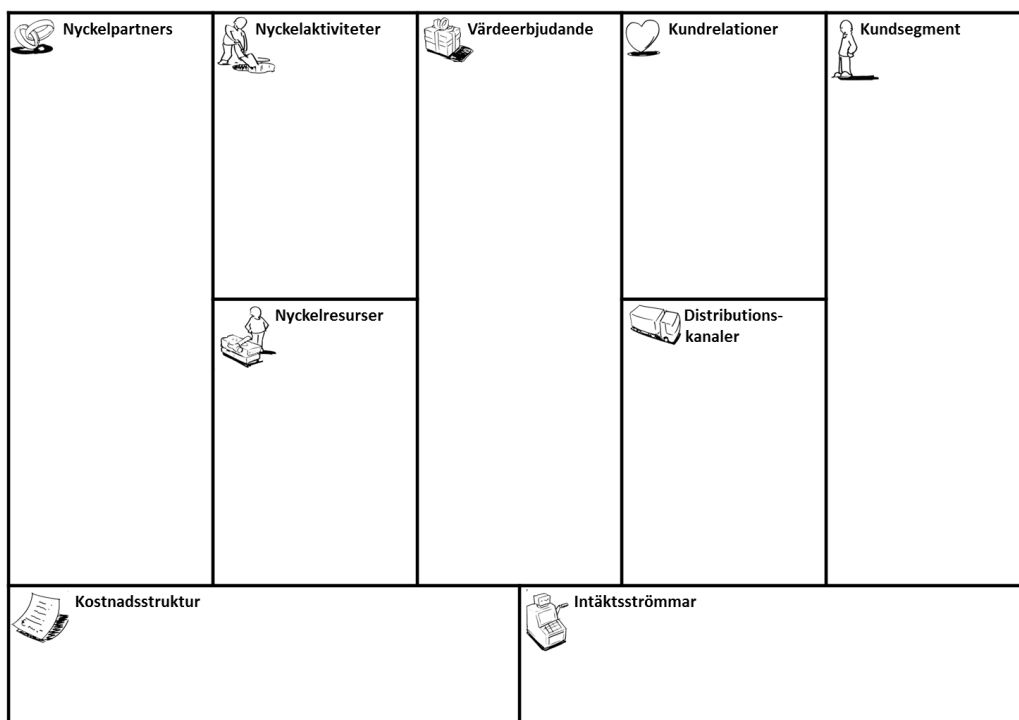 Nyckelpartners
Nyckelaktiviteter
Värdeerbjudande
Kundrelationer
Kundsegment
Nyckelresurser
Distributions-
kanaler
Kostnadsstruktur
Intäktsströmmar